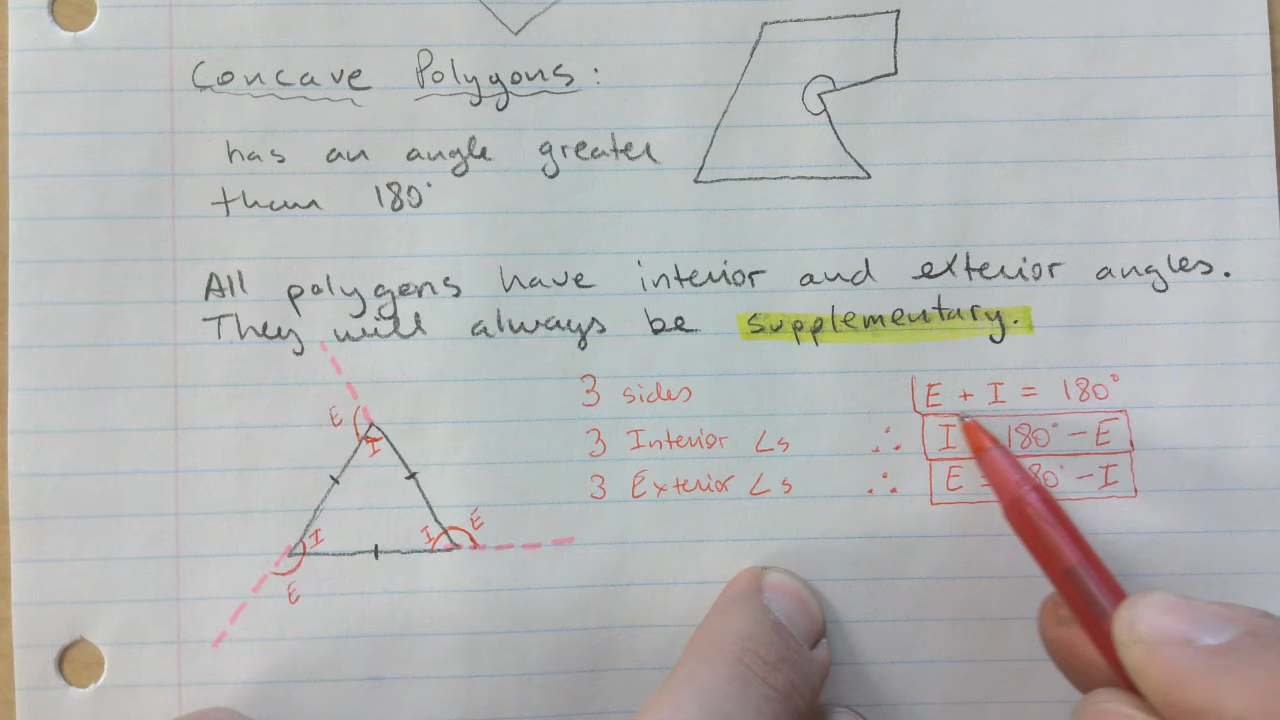 Concave Polygons:
has an angle greater
than 180°
All polygons have interior and exterior angles.
They will always be supplementary.
3 sides
3 Interior ∠s
3 Exterior ∠s
E + I = 180°
∴ I 180° - E
∴ E = 80° - I
E
I
I
E
I
E